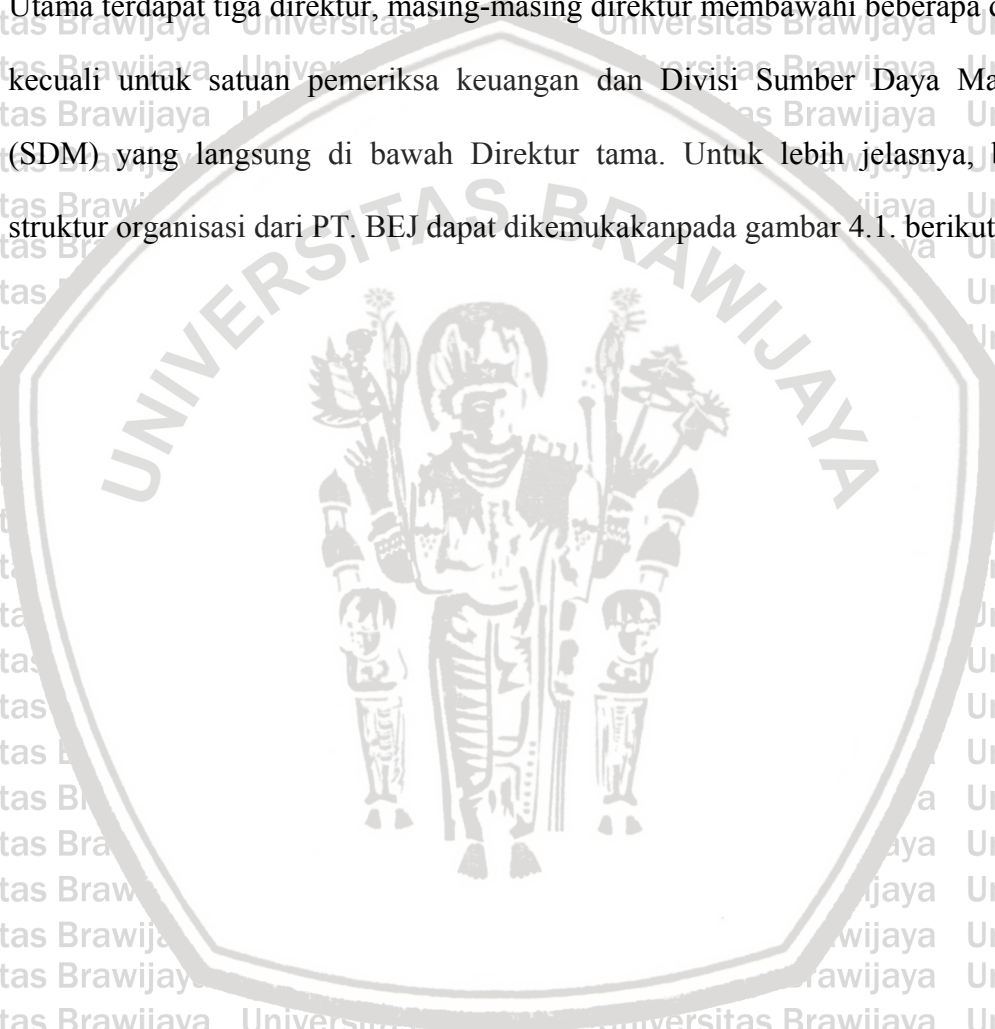 Utama terdapat tiga direktur, masing-masing direktur membawahi beberapa
kecuali untuk satuan pemeriksa keuangan dan Divisi Sumber Daya
(SDM) yang langsung di bawah Direktur tama. Untuk lebih jelasnya,
struktur organisasi dari PT. BEJ dapat dikemukakanpada gambar 4.1. berikut
UNIVERSITAS BRAWIJAYA